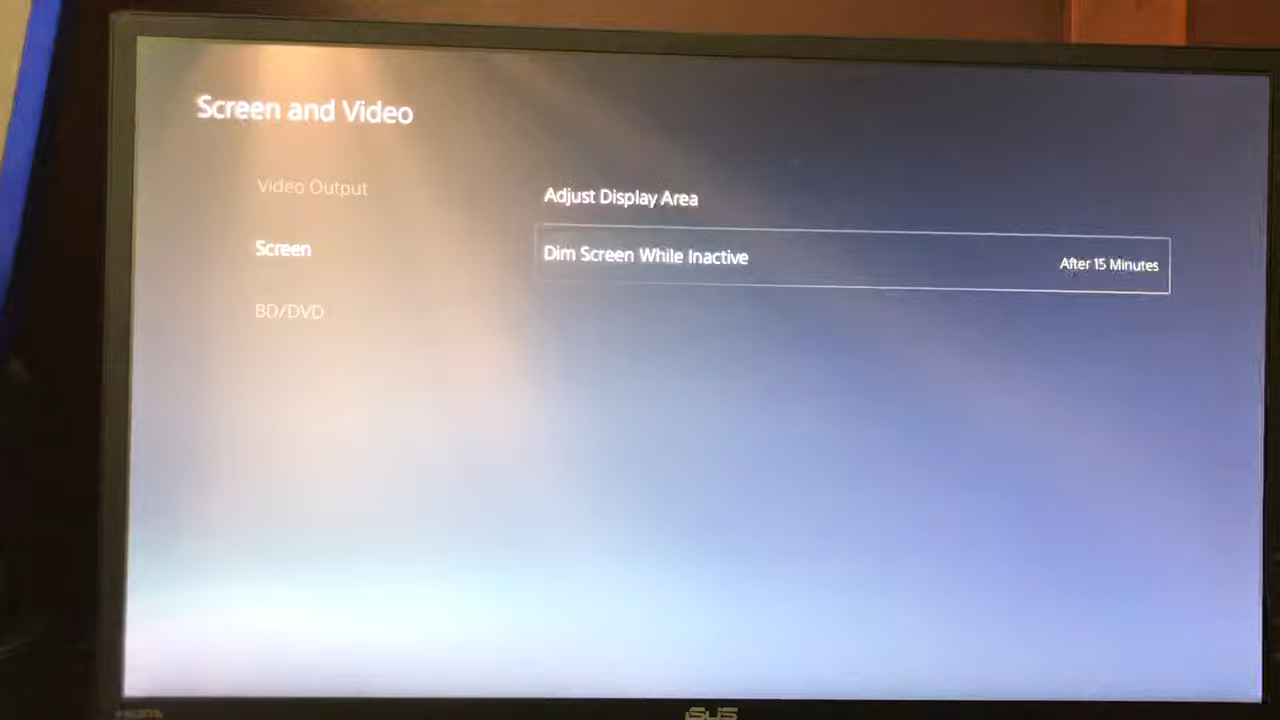 Screen and Video
Video Output
Screen
BD/DVD
Adjust Display Area
Dim Screen While Inactive
After 15 Minutes
HDMI
ASUS